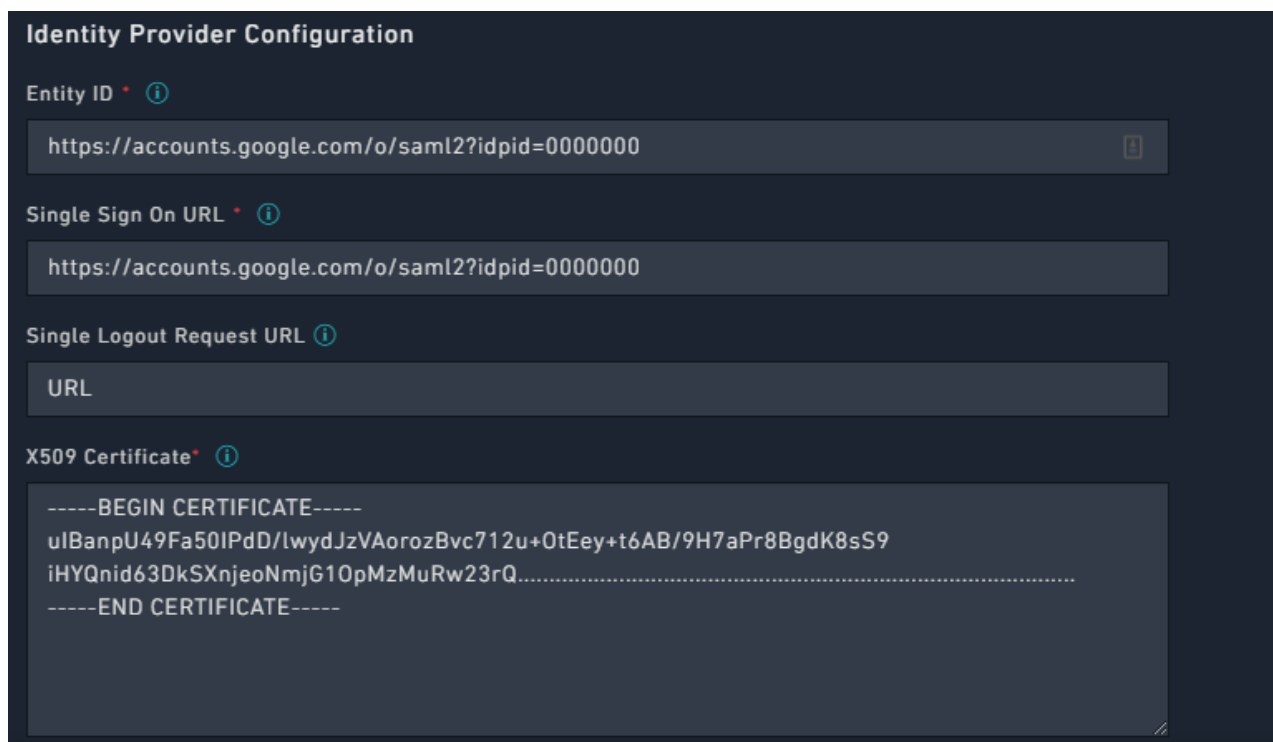 Identity Provider Configuration
Entity ID *
https://accounts.google.com/o/saml2?idpid=0000000
Single Sign On URL *
https://accounts.google.com/o/saml2?idpid=0000000
Single Logout Request URL
URL
X509 Certificate*
-----BEGIN CERTIFICATE-----
uIBanpU49Fa50IPdD/lwydJzVAorozBvc712u+OtEey+t6AB/9H7aPr8BgdK8sS9
iHYQnid63DkSXnjeoNmjG1OpMzMuRw23rQ..........................................................................................
-----END CERTIFICATE-----